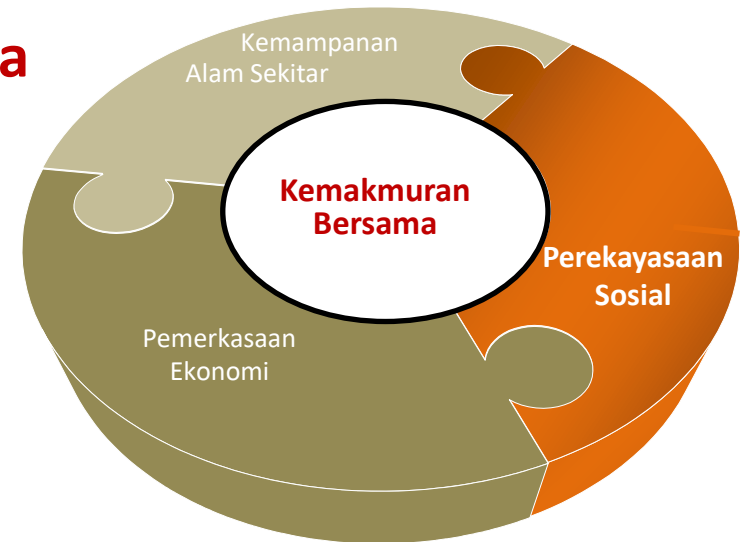 a
Kemampanan
Alam Sekitar
Kemakmuran
Bersama
Perekayasaan
Sosial
Pemerkasaan
Ekonomi